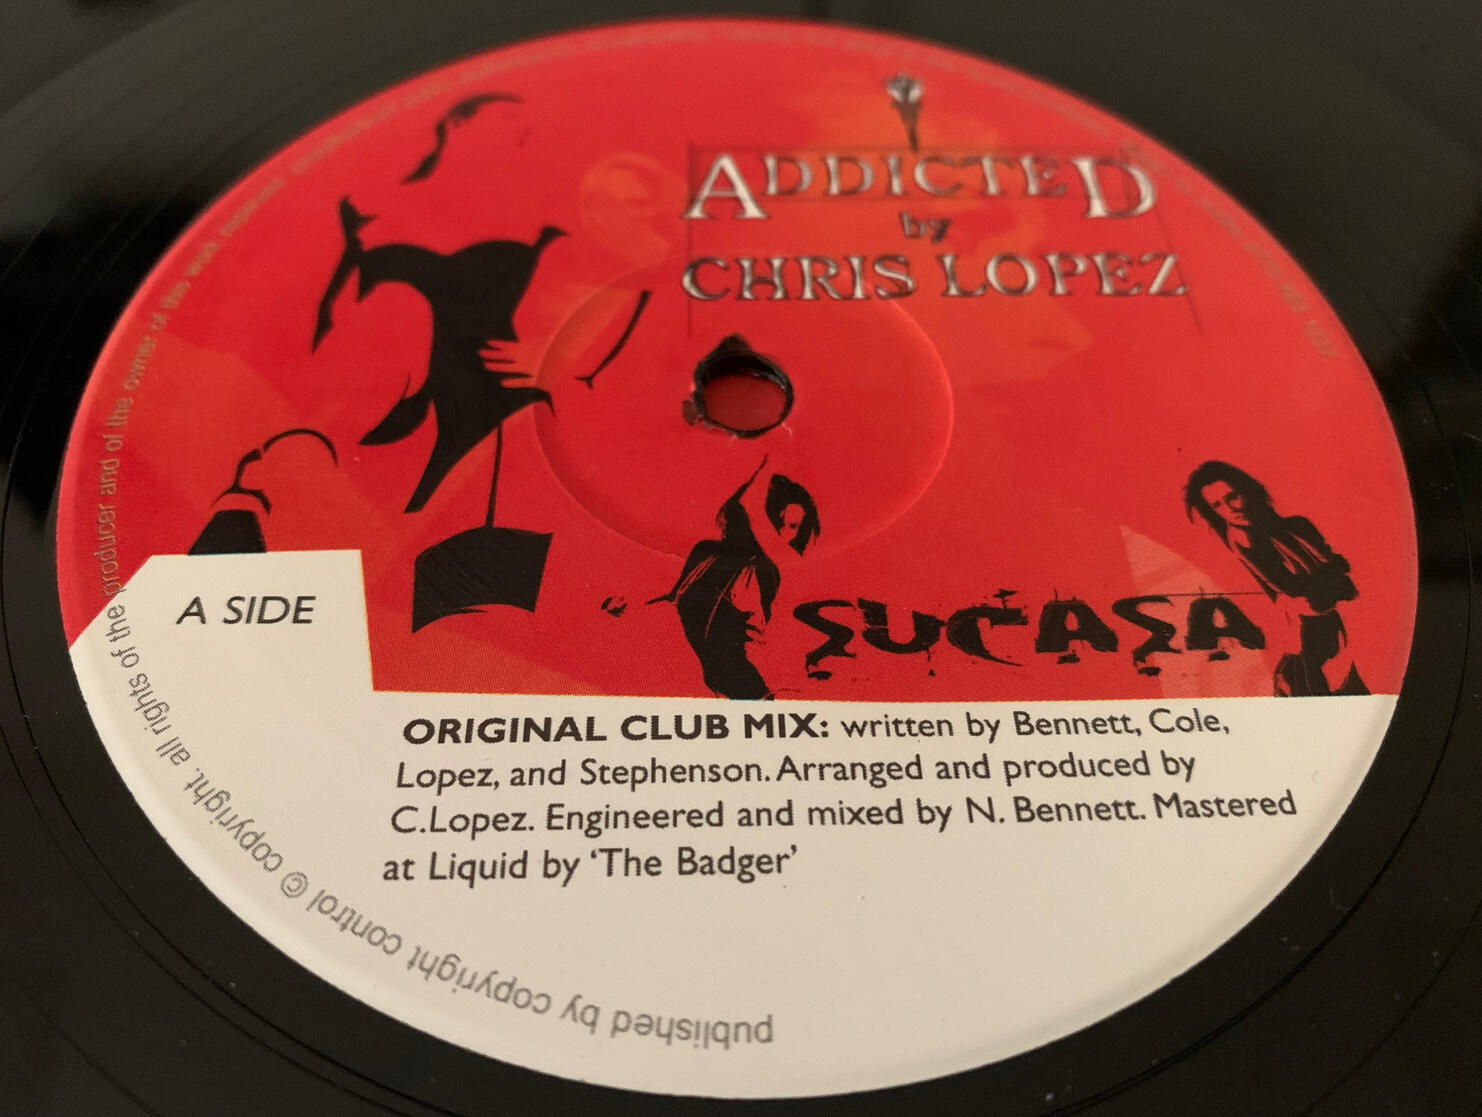 ADDICTED
by
CHRIS LOPEZ
SUCASA
A SIDE
ORIGINAL CLUB MIX: written by Bennett, Cole,
Lopez, and Stephenson. Arranged and produced by
C.Lopez. Engineered and mixed by N. Bennett. Mastered
at Liquid by ‘The Badger’
published by copyright control © copyright. all rights of the producer and of the owner of the work